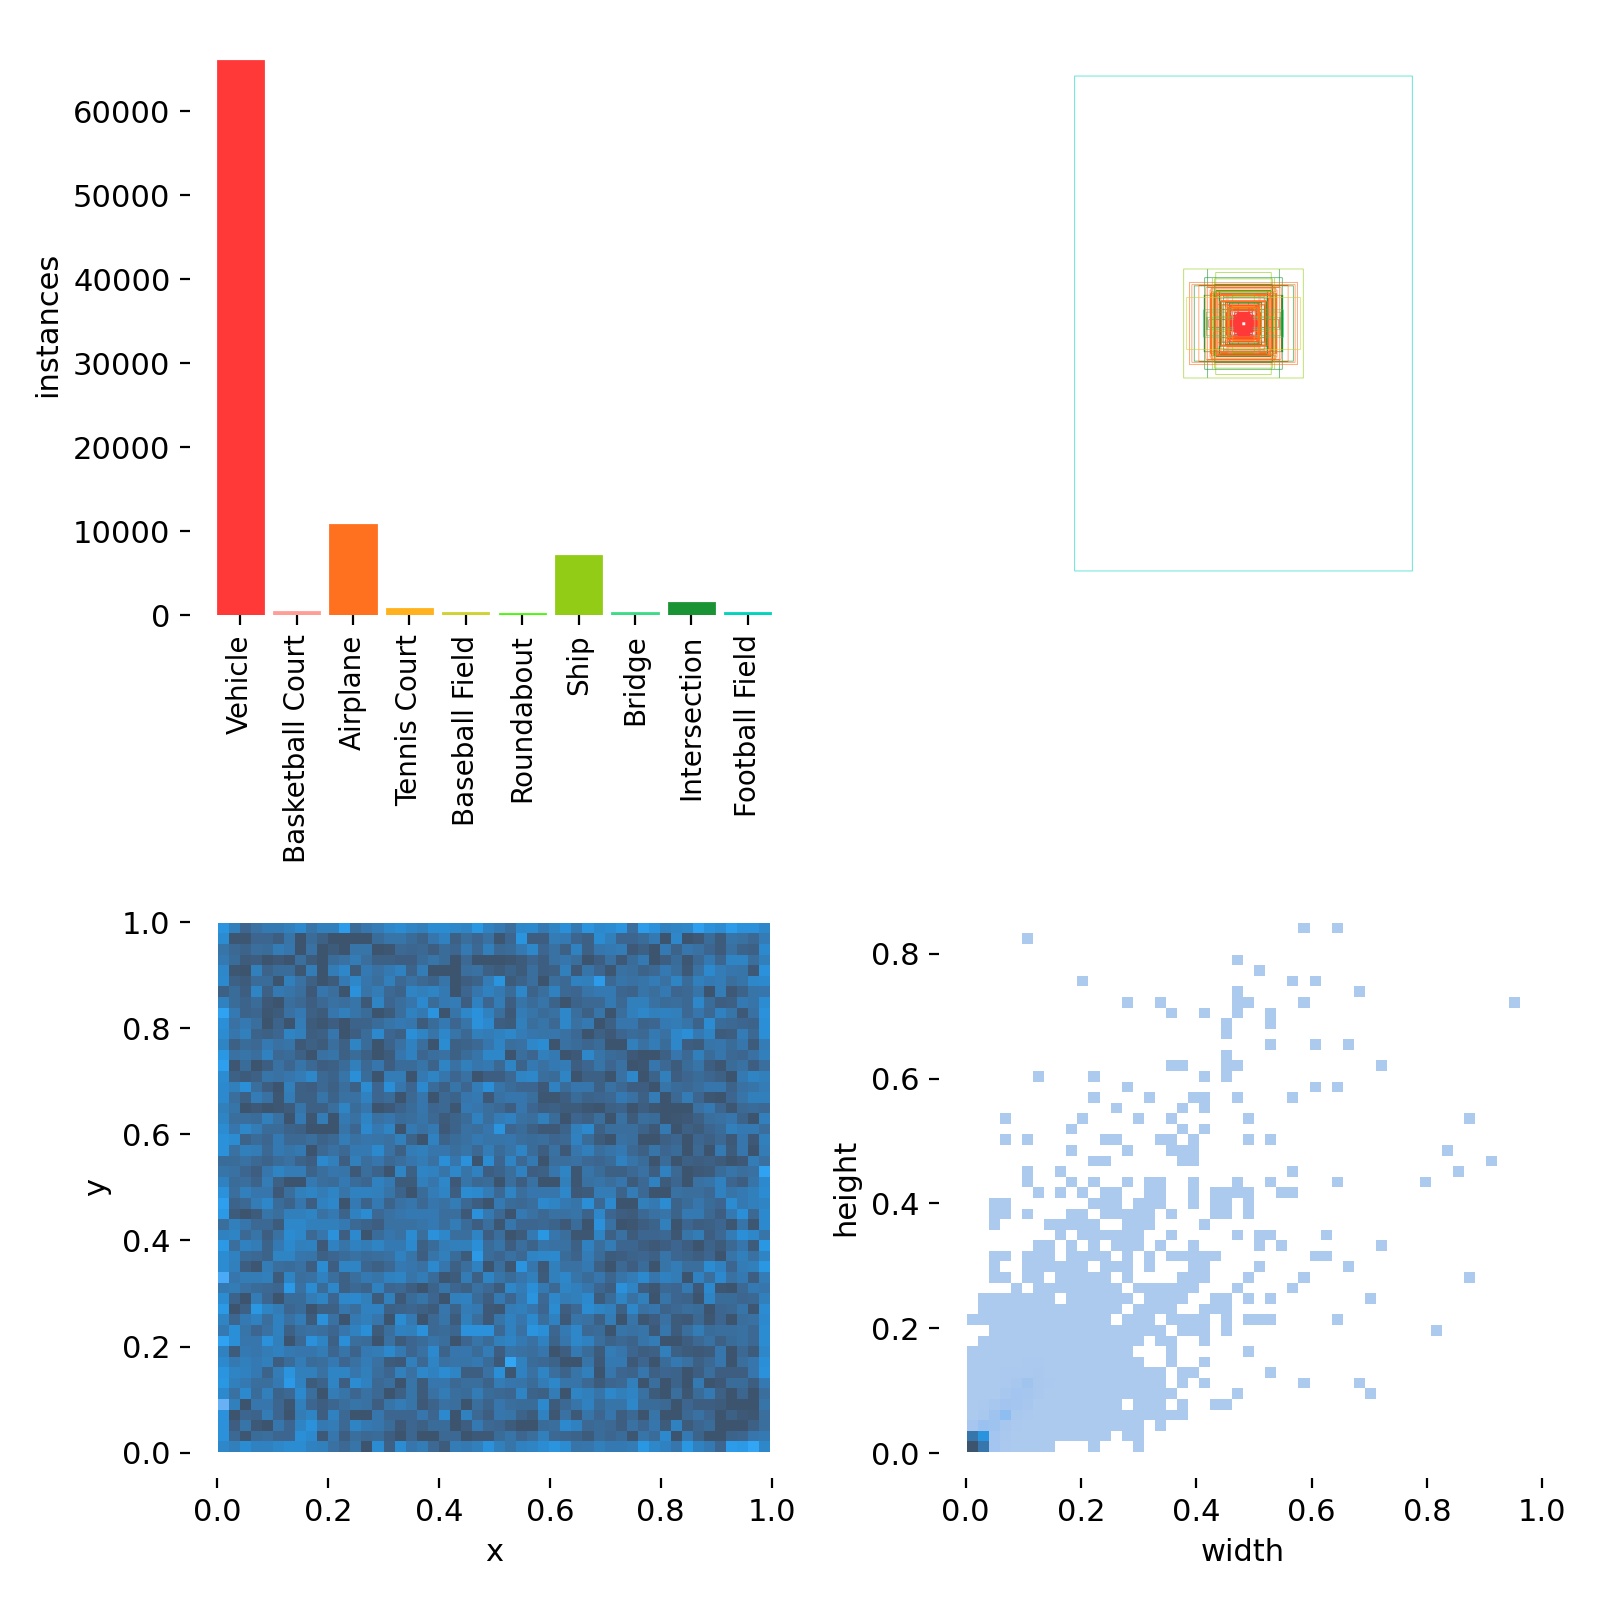 instances
60000
50000
40000
30000
20000
10000
0
Vehicle
Basketball Court
Airplane
Tennis Court
Baseball Field
Roundabout
Ship
Bridge
Intersection
Football Field
y
1.0
0.8
0.6
0.4
0.2
0.0
0.0 0.2 0.4 0.6 0.8 1.0
x
height
0.8
0.6
0.4
0.2
0.0
0.0 0.2 0.4 0.6 0.8 1.0
width